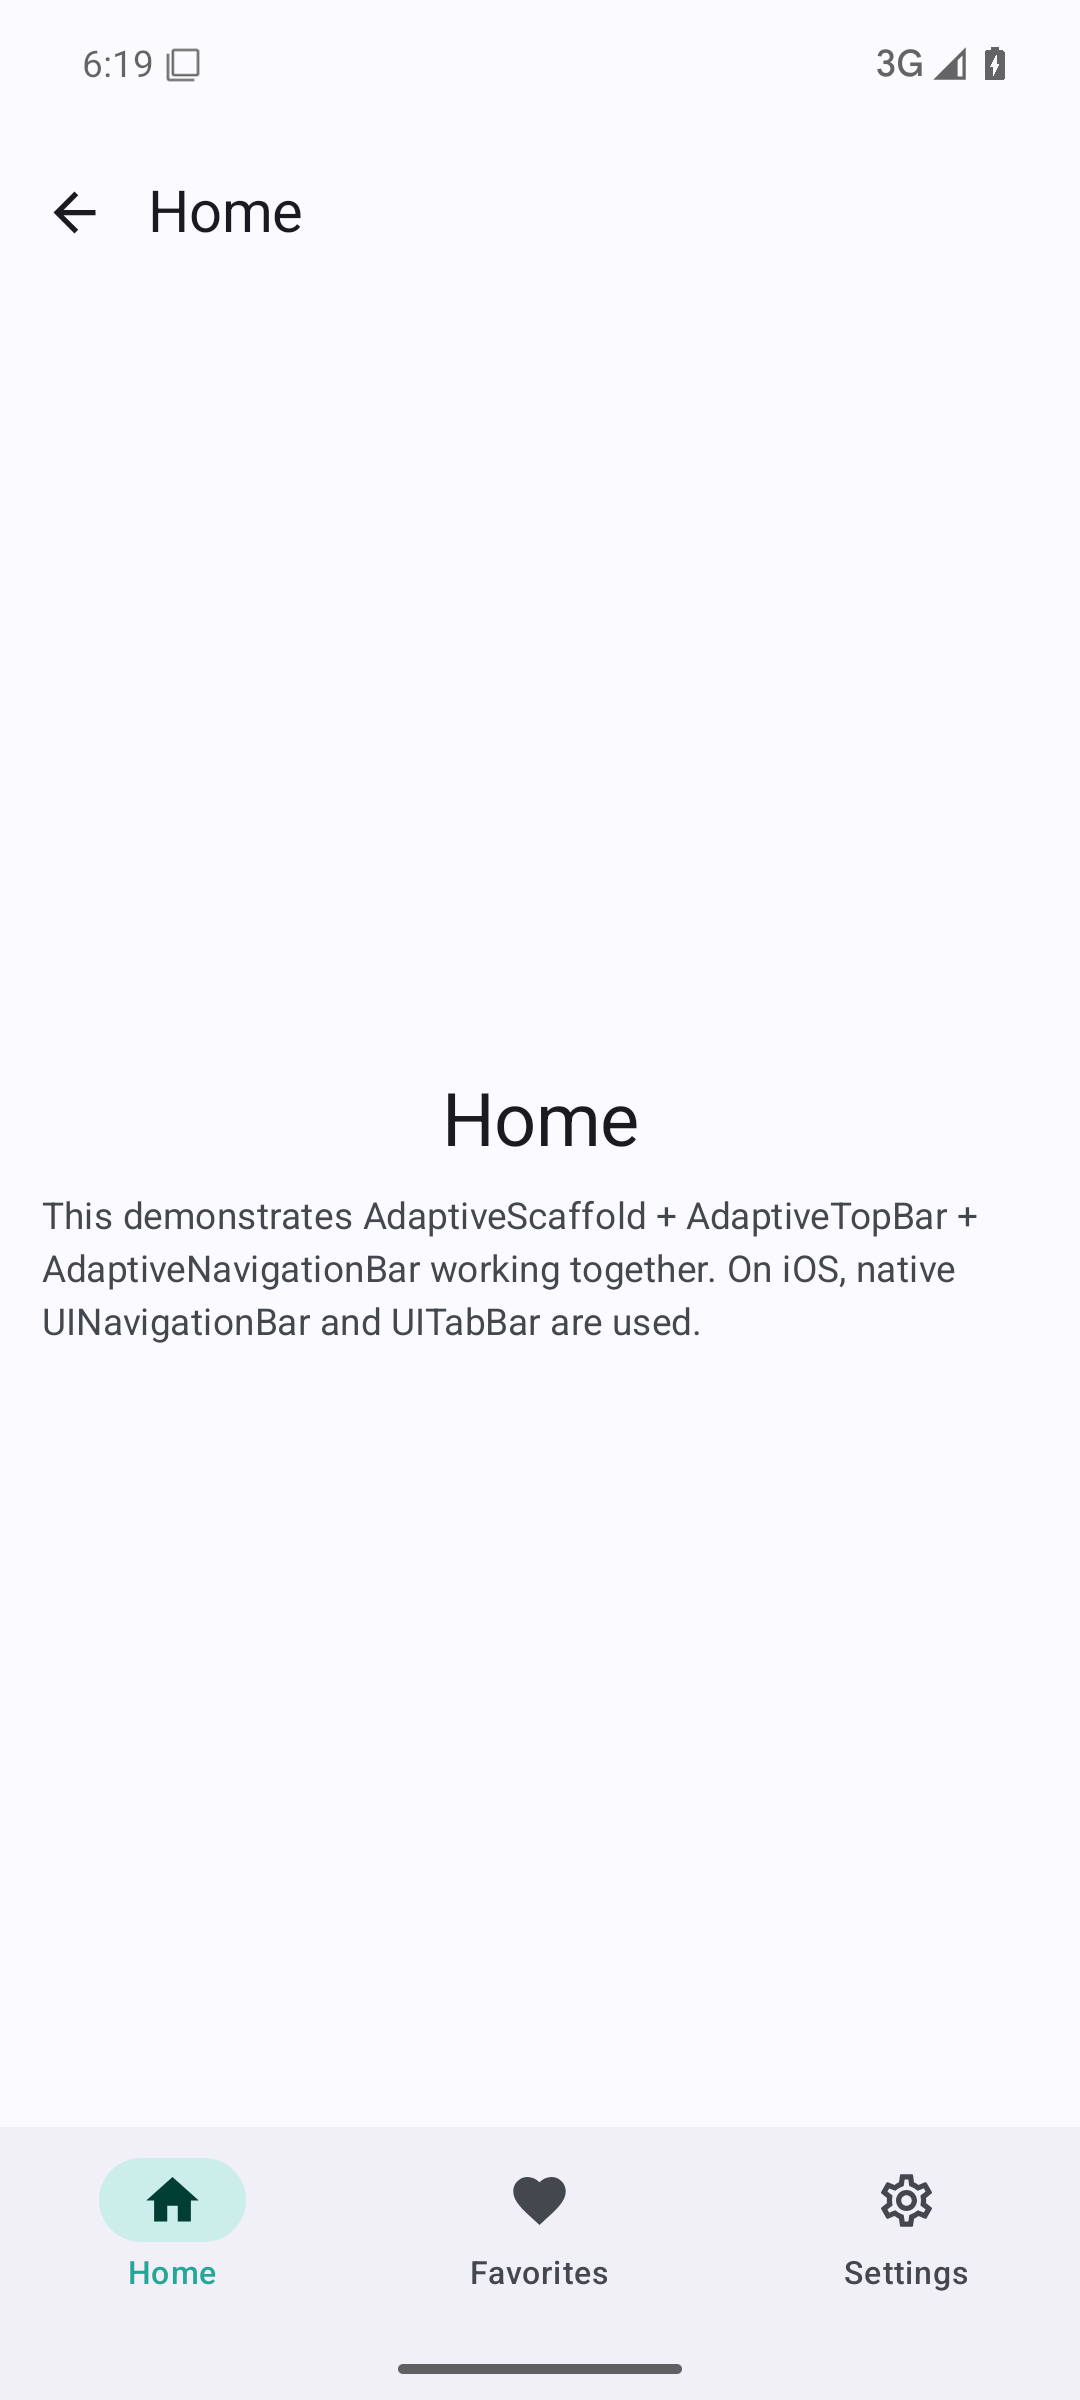 6:19
3G
Home
Home
This demonstrates AdaptiveScaffold + AdaptiveTopBar +
AdaptiveNavigationBar working together. On iOS, native
UINavigationBar and UITabBar are used.
Home
Favorites
Settings